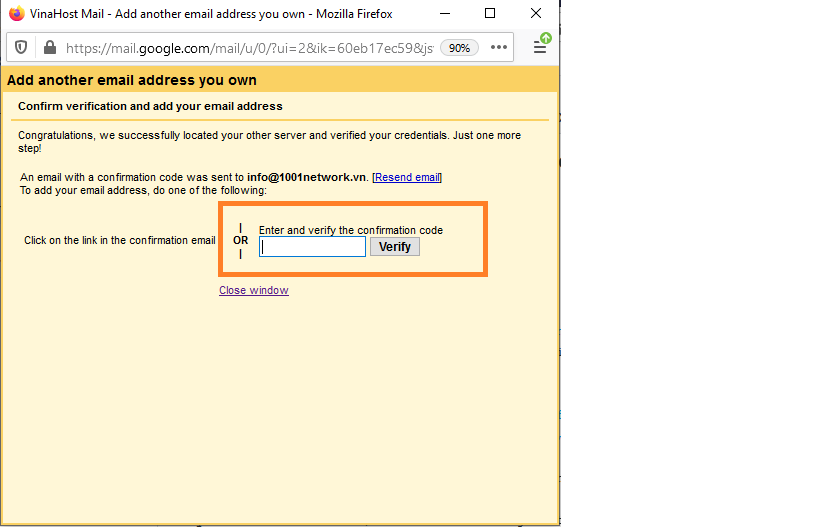 VinaHost Mail - Add another email address you own - Mozilla Firefox
https://mail.google.com/mail/u/0/?ui=2&ik=60eb17ec59&js
90%
Add another email address you own
Confirm verification and add your email address
Congratulations, we successfully located your other server and verified your credentials. Just one more
step!
An email with a confirmation code was sent to info@1001network.vn. [Resend email]
To add your email address, do one of the following:
Click on the link in the confirmation email
|
OR
|
Enter and verify the confirmation code
Verify
Close window